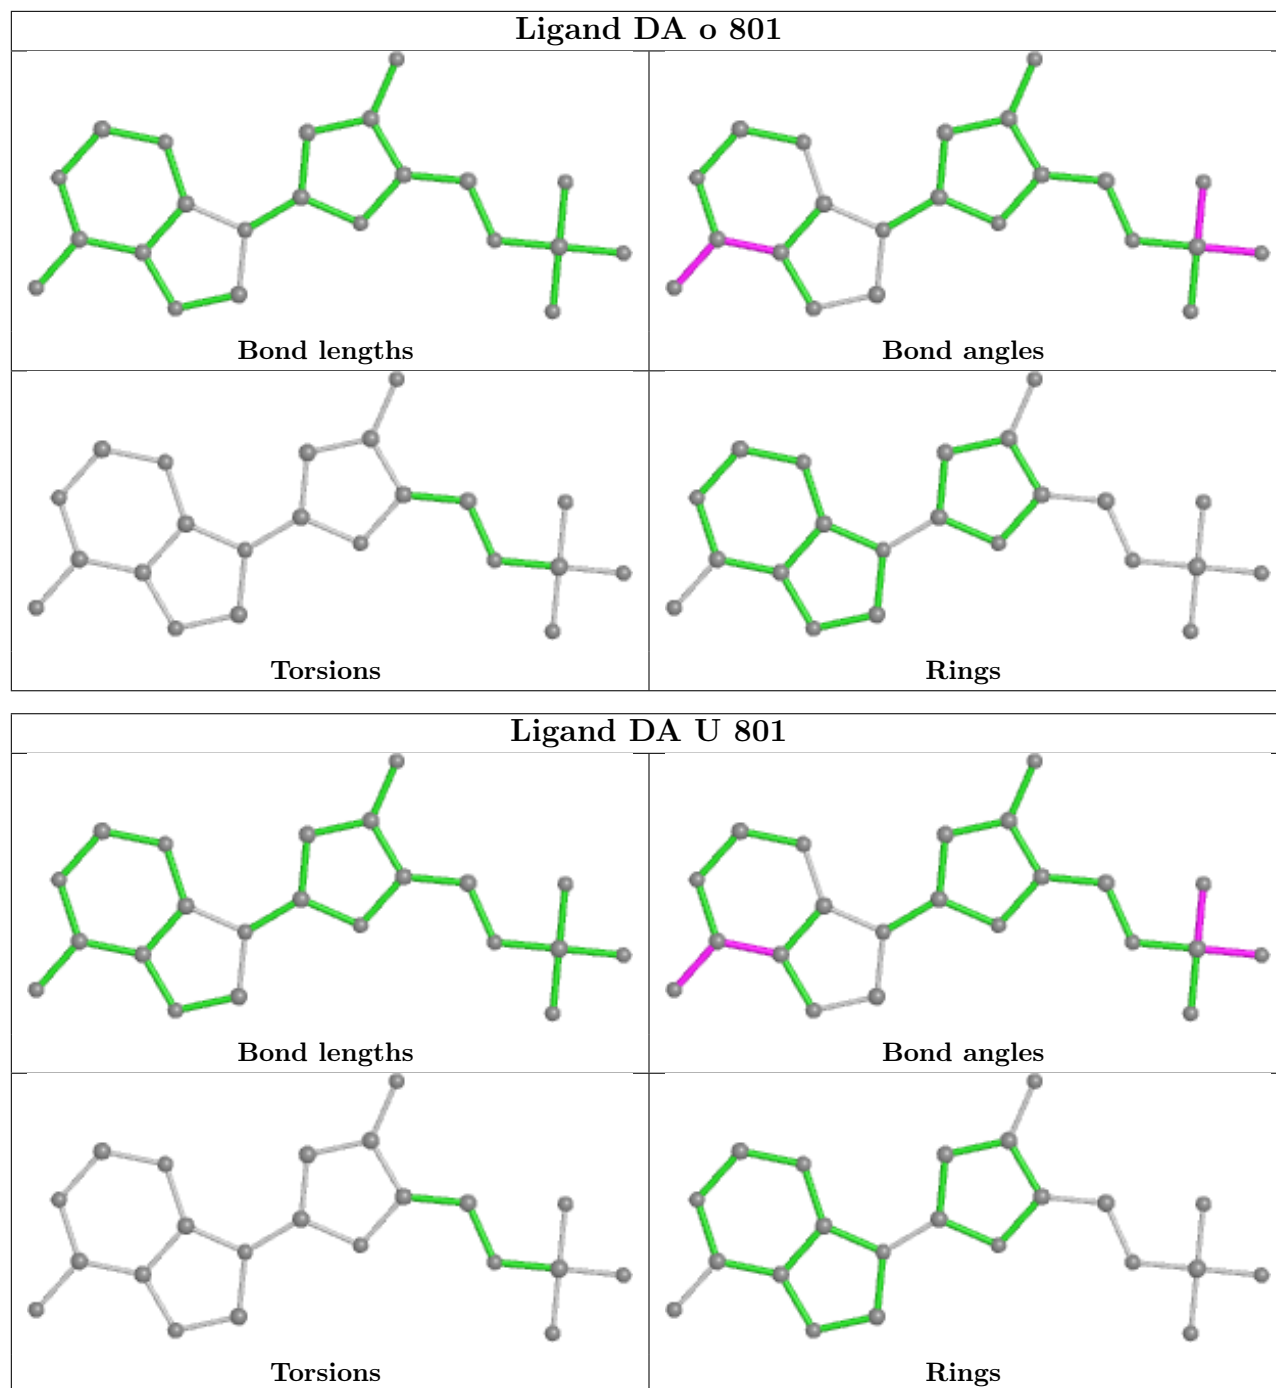 Ligand DA o 801
Bond lengths
Bond angles
Torsions
Rings
Ligand DA U 801
Bond lengths
Bond angles
Torsions
Rings